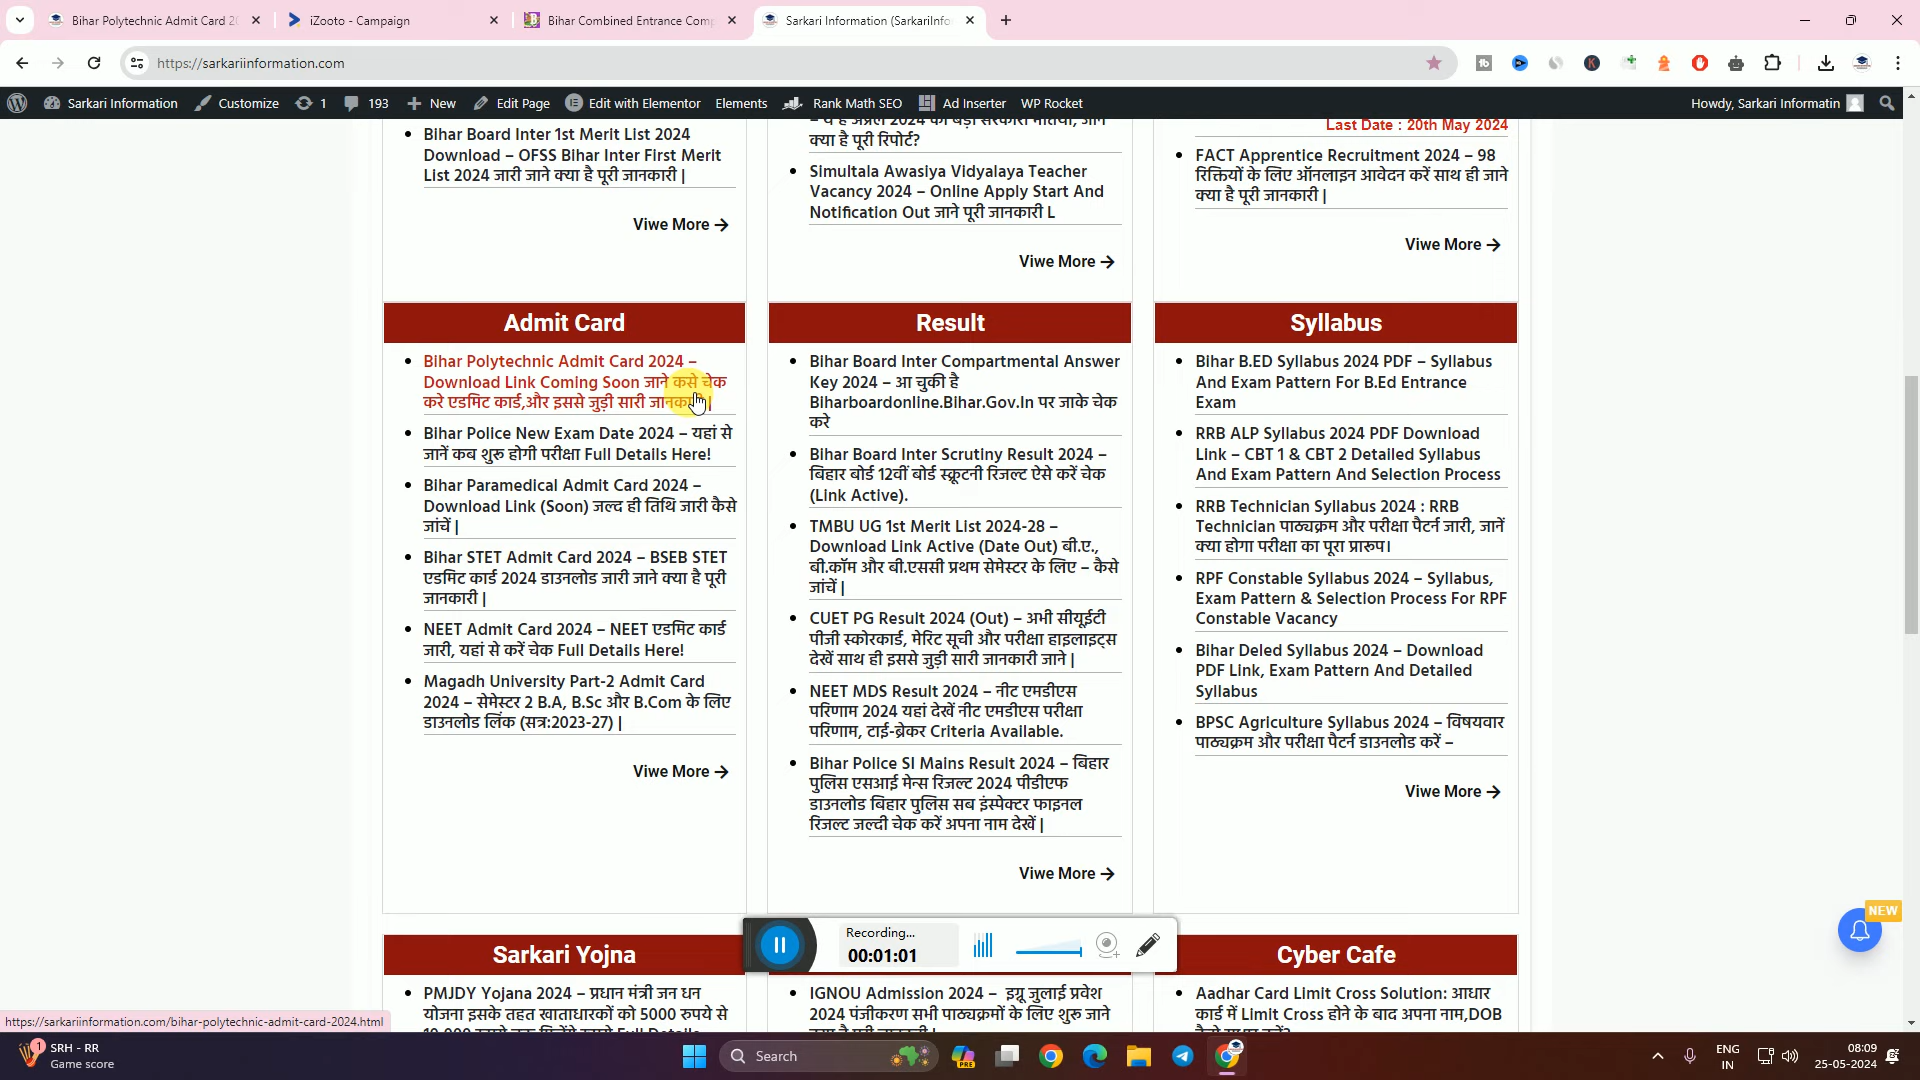 Bihar Polytechnic Admit Card 20
iZooto - Campaign
Bihar Combined Entrance Comp
Sarkari Information (SarkariInfo
https://sarkariinformation.com
Sarkari Information
Customize
1
193
New
Edit Page
Edit with Elementor
Elements
Rank Math SEO
Ad Inserter
WP Rocket
Howdy, Sarkari Informatin
Bihar Board Inter 1st Merit List 2024
Download – OFSS Bihar Inter First Merit
List 2024 जारी जाने क्या है पूरी जानकारी |
Viwe More →
क्या है पूरी रिपोर्ट?
Simultala Awasiya Vidyalaya Teacher
Vacancy 2024 – Online Apply Start And
Notification Out जाने पूरी जानकारी L
Viwe More →
Last Date : 20th May 2024
FACT Apprentice Recruitment 2024 – 98
रिक्तियों के लिए ऑनलाइन आवेदन करें साथ ही जाने
क्या है पूरी जानकारी |
Viwe More →
Admit Card
Bihar Polytechnic Admit Card 2024 –
Download Link Coming Soon जाने कसे चेक
करे एडमिट कार्ड,और इससे जुड़ी सारी जानकारी |
Bihar Police New Exam Date 2024 – यहां से
जानें कब शुरू होगी परीक्षा Full Details Here!
Bihar Paramedical Admit Card 2024 –
Download Link (Soon) जल्द ही तिथि जारी कैसे
जांचें |
Bihar STET Admit Card 2024 – BSEB STET
एडमिट कार्ड 2024 डाउनलोड जारी जाने क्या है पूरी
जानकारी |
NEET Admit Card 2024 – NEET एडमिट कार्ड
जारी, यहां से करें चेक Full Details Here!
Magadh University Part-2 Admit Card
2024 – सेमेस्टर 2 B.A, B.Sc और B.Com के लिए
डाउनलोड लिंक (सत्र:2023-27) |
Viwe More →
Result
Bihar Board Inter Compartmental Answer
Key 2024 – आ चुकी है
Biharboardonline.Bihar.Gov.In पर जाके चेक
करे
Bihar Board Inter Scrutiny Result 2024 –
बिहार बोर्ड 12वीं बोर्ड स्क्रूटनी रिजल्ट ऐसे करें चेक
(Link Active).
TMBU UG 1st Merit List 2024-28 –
Download Link Active (Date Out) बी.ए.,
बी.कॉम और बी.एससी प्रथम सेमेस्टर के लिए – कैसे
जांचें |
CUET PG Result 2024 (Out) – अभी सीयूईटी
पीजी स्कोरकार्ड, मेरिट सूची और परीक्षा हाइलाइट्स
देखें साथ ही इससे जुड़ी सारी जानकारी जाने |
NEET MDS Result 2024 – नीट एमडीएस
परिणाम 2024 यहां देखें नीट एमडीएस परीक्षा
परिणाम, टाई-ब्रेकर Criteria Available.
Bihar Police SI Mains Result 2024 – बिहार
पुलिस एसआई मेन्स रिजल्ट 2024 पीडीएफ
डाउनलोड बिहार पुलिस सब इंस्पेक्टर फाइनल
रिजल्ट जल्दी चेक करें अपना नाम देखें |
Viwe More →
Syllabus
Bihar B.ED Syllabus 2024 PDF – Syllabus
And Exam Pattern For B.Ed Entrance
Exam
RRB ALP Syllabus 2024 PDF Download
Link – CBT 1 & CBT 2 Detailed Syllabus
And Exam Pattern And Selection Process
RRB Technician Syllabus 2024 : RRB
Technician पाठ्यक्रम और परीक्षा पैटर्न जारी, जानें
क्या होगा परीक्षा का पूरा प्रारूप।
RPF Constable Syllabus 2024 – Syllabus,
Exam Pattern & Selection Process For RPF
Constable Vacancy
Bihar Deled Syllabus 2024 – Download
PDF Link, Exam Pattern And Detailed
Syllabus
BPSC Agriculture Syllabus 2024 – विषयवार
पाठ्यक्रम और परीक्षा पैटर्न डाउनलोड करें –
Viwe More →
NEW
Recording...
00:01:01
Sarkari Yojna
PMJDY Yojana 2024 – प्रधान मंत्री जन धन
योजना इसके तहत खाताधारकों को 5000 रुपये से
IGNOU Admission 2024 – इग्नू जुलाई प्रवेश
2024 पंजीकरण सभी पाठ्यक्रमों के लिए शुरू जाने
Cyber Cafe
Aadhar Card Limit Cross Solution: आधार
कार्ड में Limit Cross होने के बाद अपना नाम,DOB
https://sarkariinformation.com/bihar-polytechnic-admit-card-2024.html
1
SRH - RR
Game score
Search
PRE
ENG
IN
08:09
25-05-2024